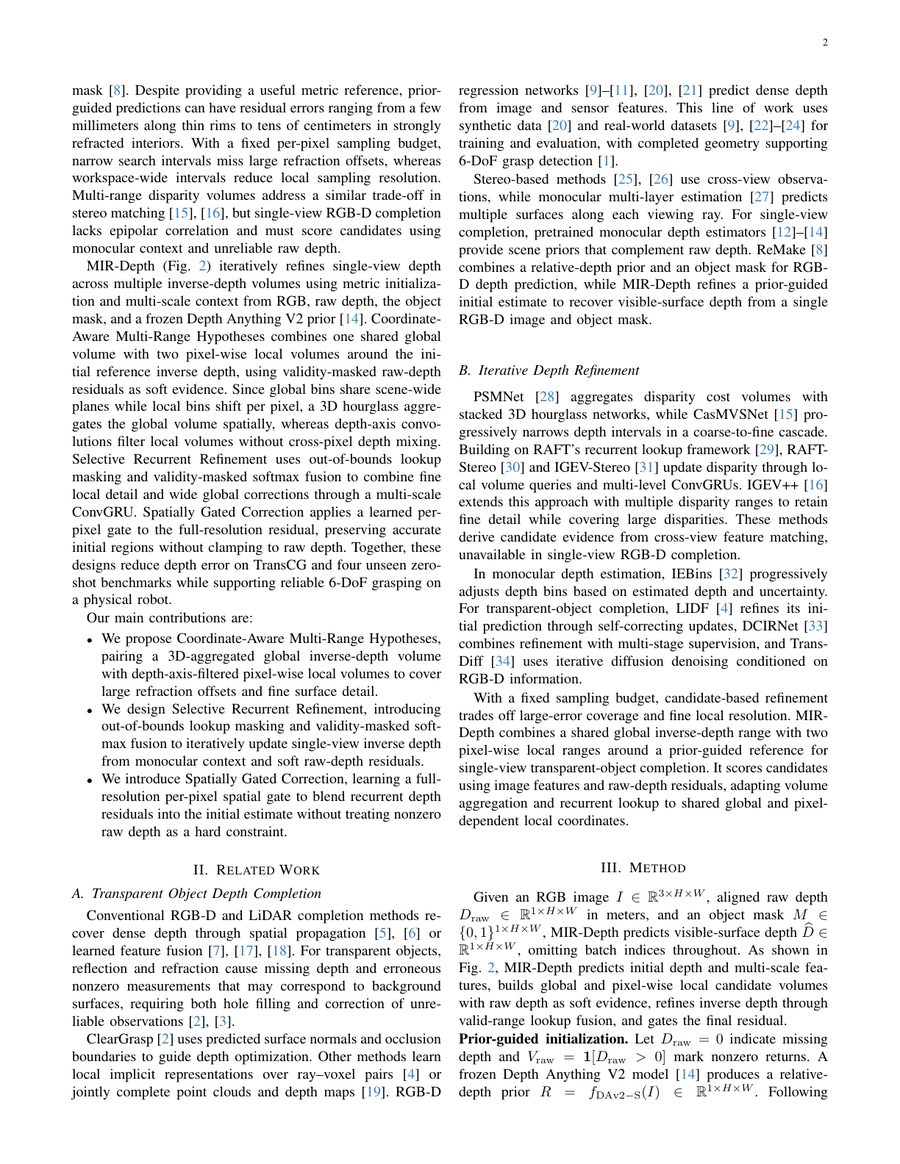 2
mask [8]. Despite providing a useful metric reference, prior-
guided predictions can have residual errors ranging from a few
millimeters along thin rims to tens of centimeters in strongly
refracted interiors. With a fixed per-pixel sampling budget,
narrow search intervals miss large refraction offsets, whereas
workspace-wide intervals reduce local sampling resolution.
Multi-range disparity volumes address a similar trade-off in
stereo matching [15], [16], but single-view RGB-D completion
lacks epipolar correlation and must score candidates using
monocular context and unreliable raw depth.
MIR-Depth (Fig. 2) iteratively refines single-view depth
across multiple inverse-depth volumes using metric initializa-
tion and multi-scale context from RGB, raw depth, the object
mask, and a frozen Depth Anything V2 prior [14]. Coordinate-
Aware Multi-Range Hypotheses combines one shared global
volume with two pixel-wise local volumes around the ini-
tial reference inverse depth, using validity-masked raw-depth
residuals as soft evidence. Since global bins share scene-wide
planes while local bins shift per pixel, a 3D hourglass aggre-
gates the global volume spatially, whereas depth-axis convo-
lutions filter local volumes without cross-pixel depth mixing.
Selective Recurrent Refinement uses out-of-bounds lookup
masking and validity-masked softmax fusion to combine fine
local detail and wide global corrections through a multi-scale
ConvGRU. Spatially Gated Correction applies a learned per-
pixel gate to the full-resolution residual, preserving accurate
initial regions without clamping to raw depth. Together, these
designs reduce depth error on TransCG and four unseen zero-
shot benchmarks while supporting reliable 6-DoF grasping on
a physical robot.
Our main contributions are:
• We propose Coordinate-Aware Multi-Range Hypotheses,
pairing a 3D-aggregated global inverse-depth volume
with depth-axis-filtered pixel-wise local volumes to cover
large refraction offsets and fine surface detail.
• We design Selective Recurrent Refinement, introducing
out-of-bounds lookup masking and validity-masked soft-
max fusion to iteratively update single-view inverse depth
from monocular context and soft raw-depth residuals.
• We introduce Spatially Gated Correction, learning a full-
resolution per-pixel spatial gate to blend recurrent depth
residuals into the initial estimate without treating nonzero
raw depth as a hard constraint.
II. RELATED WORK
A. Transparent Object Depth Completion
Conventional RGB-D and LiDAR completion methods re-
cover dense depth through spatial propagation [5], [6] or
learned feature fusion [7], [17], [18]. For transparent objects,
reflection and refraction cause missing depth and erroneous
nonzero measurements that may correspond to background
surfaces, requiring both hole filling and correction of unre-
liable observations [2], [3].
ClearGrasp [2] uses predicted surface normals and occlusion
boundaries to guide depth optimization. Other methods learn
local implicit representations over ray–voxel pairs [4] or
jointly complete point clouds and depth maps [19]. RGB-D
regression networks [9]–[11], [20], [21] predict dense depth
from image and sensor features. This line of work uses
synthetic data [20] and real-world datasets [9], [22]–[24] for
training and evaluation, with completed geometry supporting
6-DoF grasp detection [1].
Stereo-based methods [25], [26] use cross-view observa-
tions, while monocular multi-layer estimation [27] predicts
multiple surfaces along each viewing ray. For single-view
completion, pretrained monocular depth estimators [12]–[14]
provide scene priors that complement raw depth. ReMake [8]
combines a relative-depth prior and an object mask for RGB-
D depth prediction, while MIR-Depth refines a prior-guided
initial estimate to recover visible-surface depth from a single
RGB-D image and object mask.
B. Iterative Depth Refinement
PSMNet [28] aggregates disparity cost volumes with
stacked 3D hourglass networks, while CasMVSNet [15] pro-
gressively narrows depth intervals in a coarse-to-fine cascade.
Building on RAFT's recurrent lookup framework [29], RAFT-
Stereo [30] and IGEV-Stereo [31] update disparity through lo-
cal volume queries and multi-level ConvGRUs. IGEV++ [16]
extends this approach with multiple disparity ranges to retain
fine detail while covering large disparities. These methods
derive candidate evidence from cross-view feature matching,
unavailable in single-view RGB-D completion.
In monocular depth estimation, IEBins [32] progressively
adjusts depth bins based on estimated depth and uncertainty.
For transparent-object completion, LIDF [4] refines its ini-
tial prediction through self-correcting updates, DCIRNet [33]
combines refinement with multi-stage supervision, and Trans-
Diff [34] uses iterative diffusion denoising conditioned on
RGB-D information.
With a fixed sampling budget, candidate-based refinement
trades off large-error coverage and fine local resolution. MIR-
Depth combines a shared global inverse-depth range with two
pixel-wise local ranges around a prior-guided reference for
single-view transparent-object completion. It scores candidates
using image features and raw-depth residuals, adapting volume
aggregation and recurrent lookup to shared global and pixel-
dependent local coordinates.
III. METHOD
Given an RGB image I ∈ ℝ^{3×H×W}, aligned raw depth
D_{raw} ∈ ℝ^{1×H×W} in meters, and an object mask M ∈
{0, 1}^{1×H×W}, MIR-Depth predicts visible-surface depth D̂ ∈
ℝ^{1×H×W}, omitting batch indices throughout. As shown in
Fig. 2, MIR-Depth predicts initial depth and multi-scale fea-
tures, builds global and pixel-wise local candidate volumes
with raw depth as soft evidence, refines inverse depth through
valid-range lookup fusion, and gates the final residual.
Prior-guided initialization. Let D_{raw} = 0 indicate missing
depth and V_{raw} = 𝟏[D_{raw} > 0] mark nonzero returns. A
frozen Depth Anything V2 model [14] produces a relative-
depth prior R = f_{DAv2−S}(I) ∈ ℝ^{1×H×W}. Following